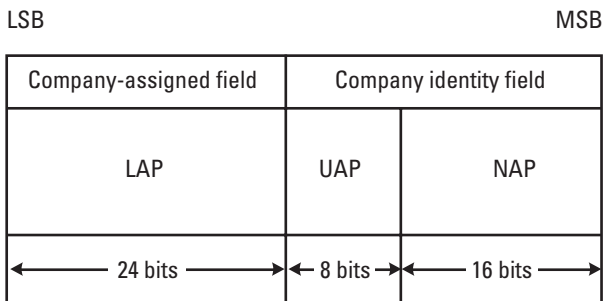 LSB MSB
Company-assigned field Company identity field
LAP UAP NAP
24 bits 8 bits 16 bits